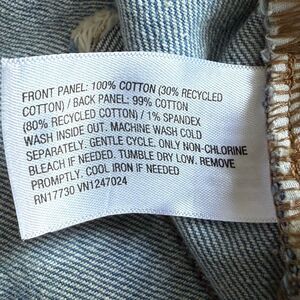 FRONT PANEL: 100% COTTON (30% RECYCLED
COTTON) / BACK PANEL: 99% COTTON
(80% RECYCLED COTTON) / 1% SPANDEX
WASH INSIDE OUT. MACHINE WASH COLD
SEPARATELY. GENTLE CYCLE. ONLY NON-CHLORINE
BLEACH IF NEEDED. TUMBLE DRY LOW. REMOVE
PROMPTLY. COOL IRON IF NEEDED
RN17730 VN1247024